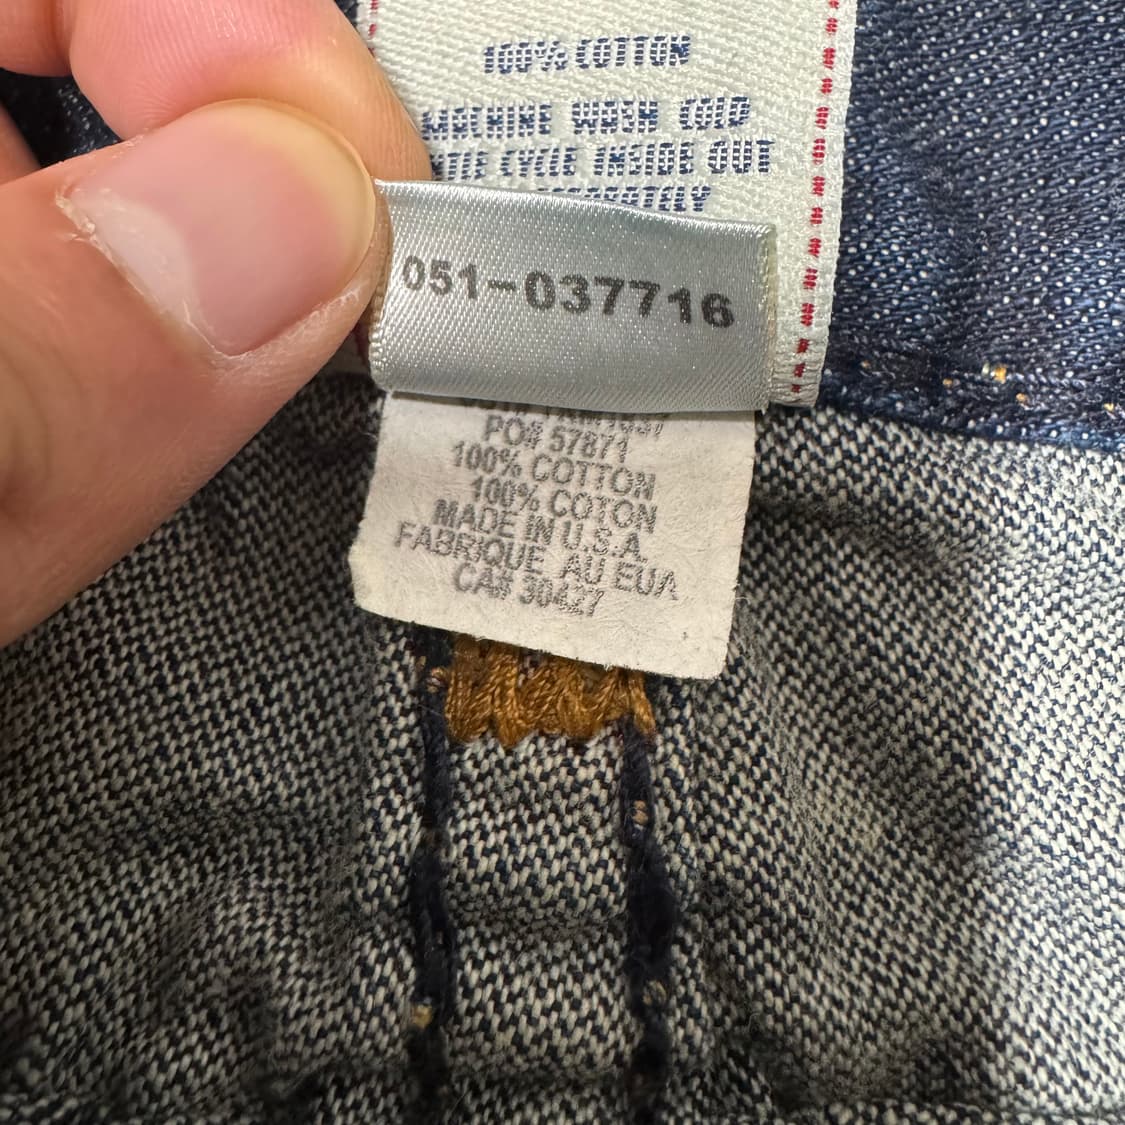 100% COTTON
MACHINE WASH COLD
CYCLE INSIDE OUT
051-037716
PO# 57871
100% COTTON
100% COTON
MADE IN U.S.A.
FABRIQUE AU EUA
CA# 30427